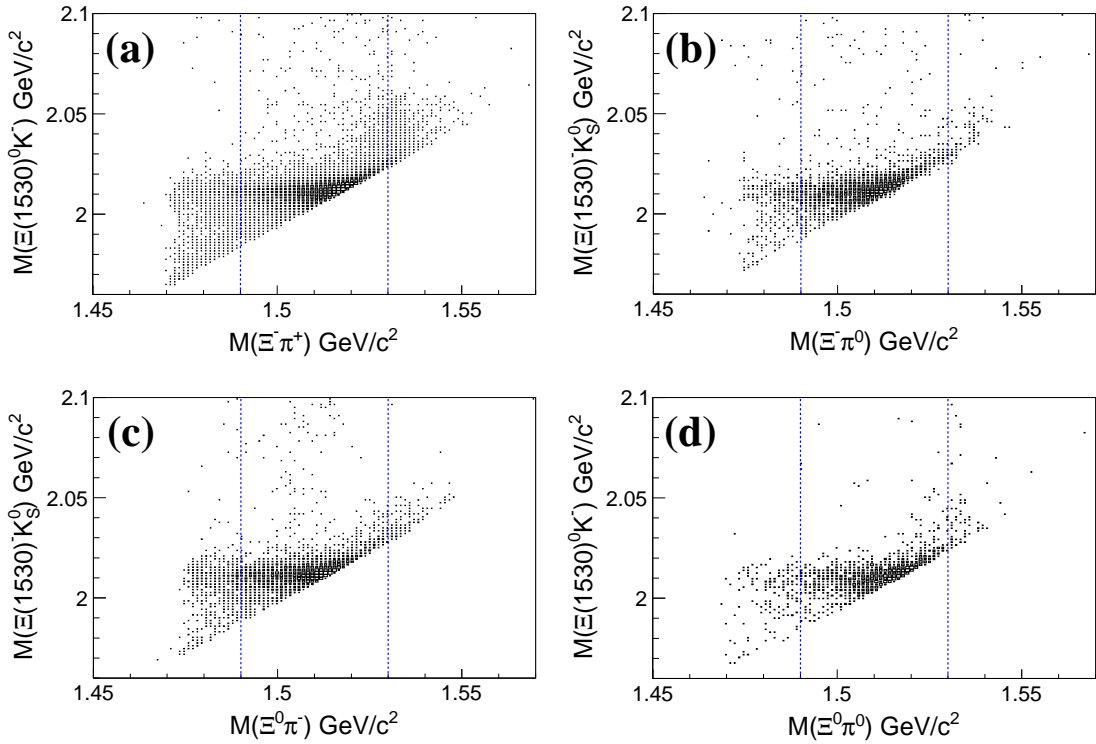 (a)
M(Ξ(1530)⁰K⁻) GeV/c²
2.1
2.05
2
1.45 1.5 1.55
M(Ξ⁻π⁺) GeV/c²
(b)
M(Ξ(1530)⁻K⁰S) GeV/c²
2.1
2.05
2
1.45 1.5 1.55
M(Ξ⁻π⁰) GeV/c²
(c)
M(Ξ(1530)⁻K⁰S) GeV/c²
2.1
2.05
2
1.45 1.5 1.55
M(Ξ⁰π⁻) GeV/c²
(d)
M(Ξ(1530)⁰K⁻) GeV/c²
2.1
2.05
2
1.45 1.5 1.55
M(Ξ⁰π⁰) GeV/c²